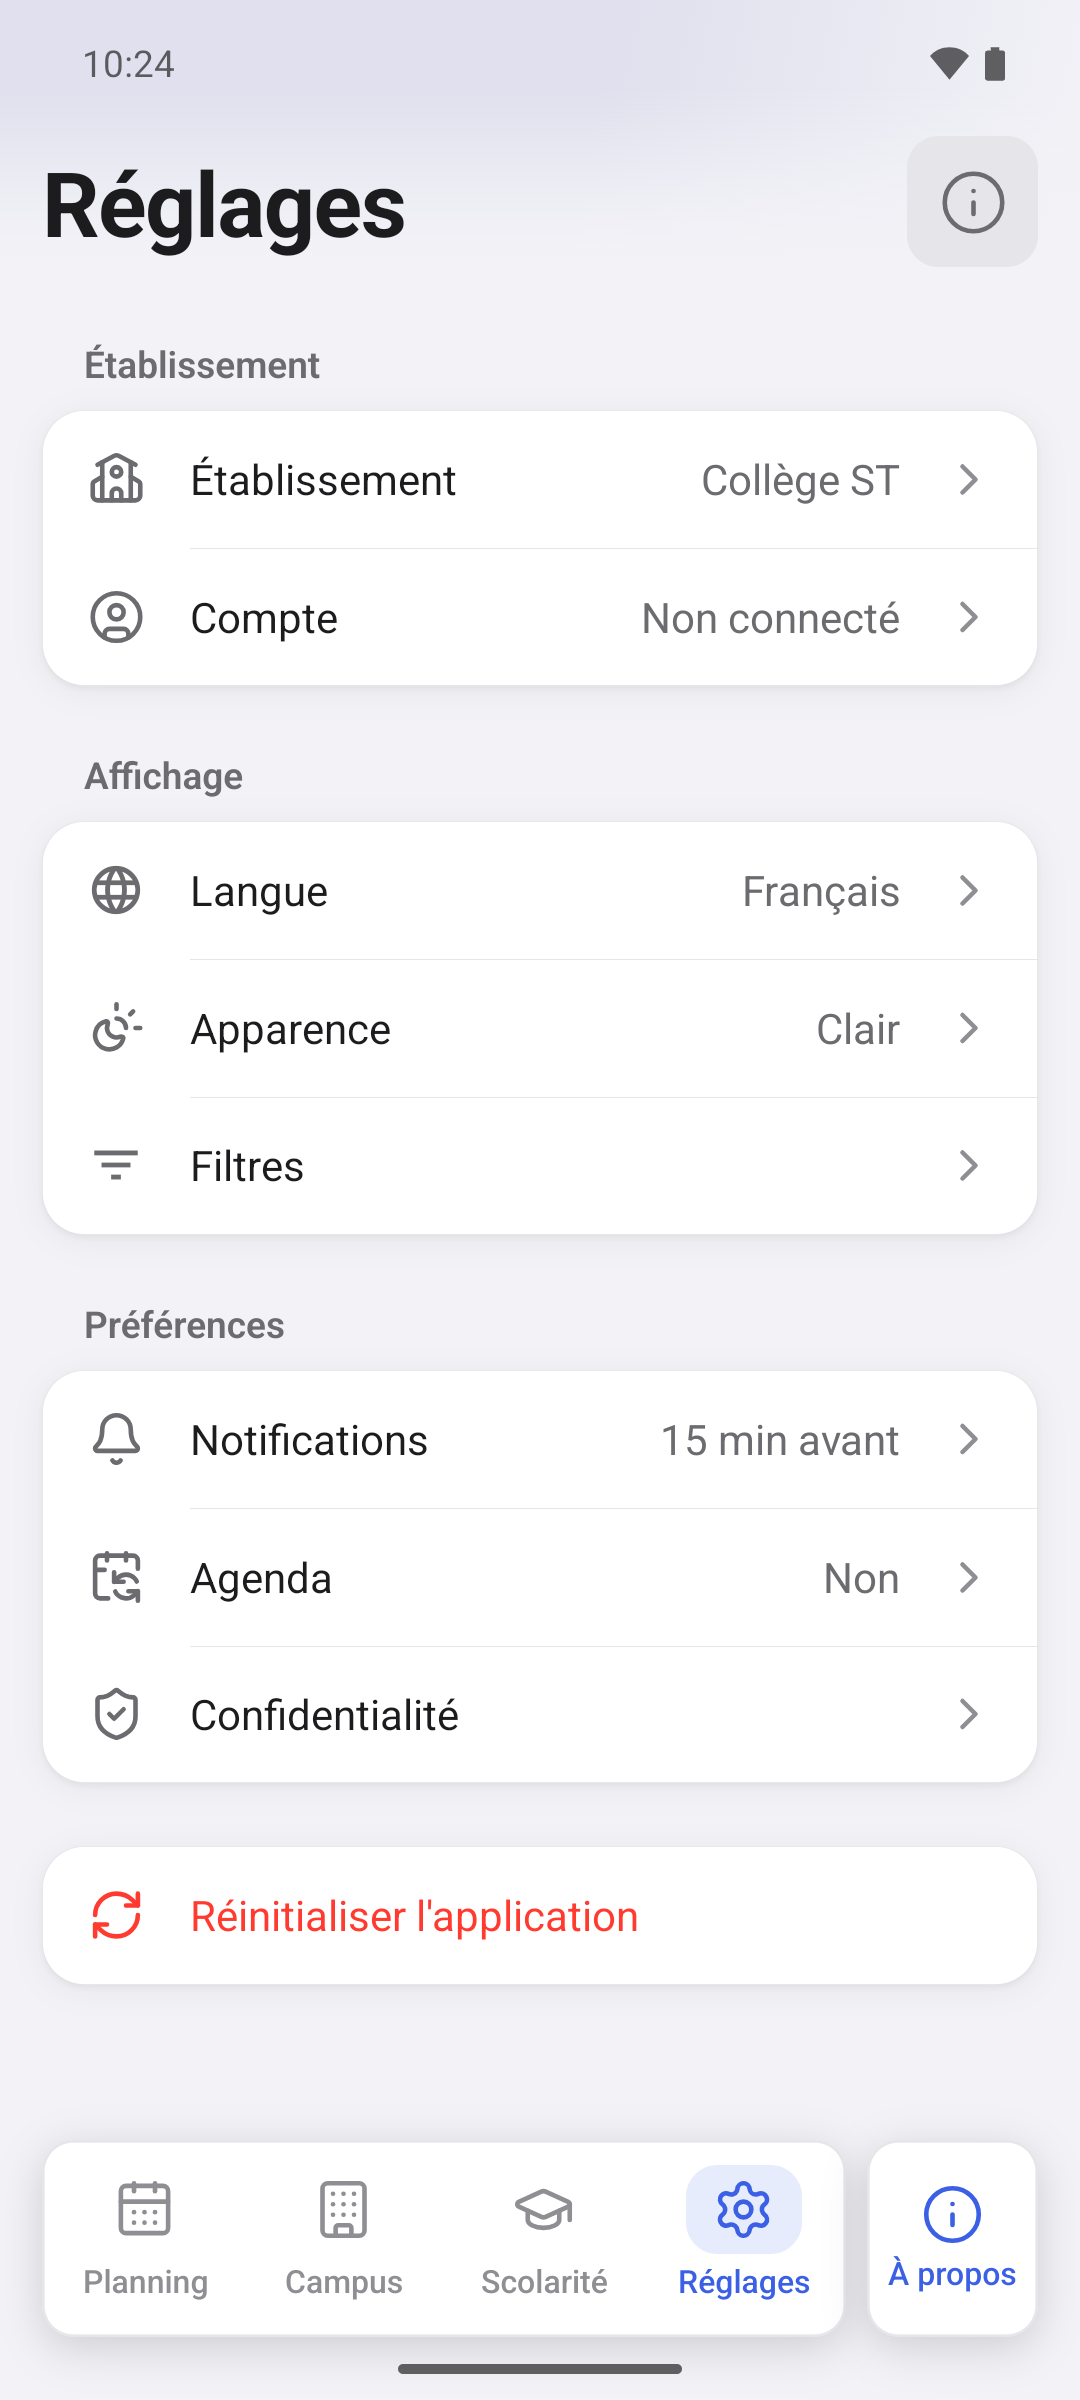 10:24
Réglages
Établissement
Établissement Collège ST
Compte Non connecté
Affichage
Langue Français
Apparence Clair
Filtres
Préférences
Notifications 15 min avant
Agenda Non
Confidentialité
Réinitialiser l'application
Planning Campus Scolarité Réglages À propos